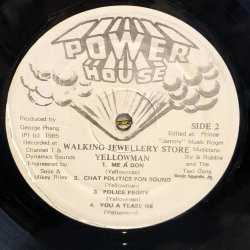 POWER
HOUSE
Produced by
George Phang
(P) (c) 1985
Recorded at:
Channel 1 &
Dynamics Sounds
Engineered by:
Soljie &
Mikey Riley
SIDE 2
Edited at: Prince
"Jammy" Music Room
Musicians:
Sly & Robbie
and The
Taxi Gang
WALKING JEWELLERY STORE
YELLOWMAN
1. ME A DON
(Yellowman)
2. CHAT POLITICS PON SOUND
(Yellowman)
3. POLICE PEGGY
(Yellowman)
4. YOU A TEASE ME
(Yellowman)